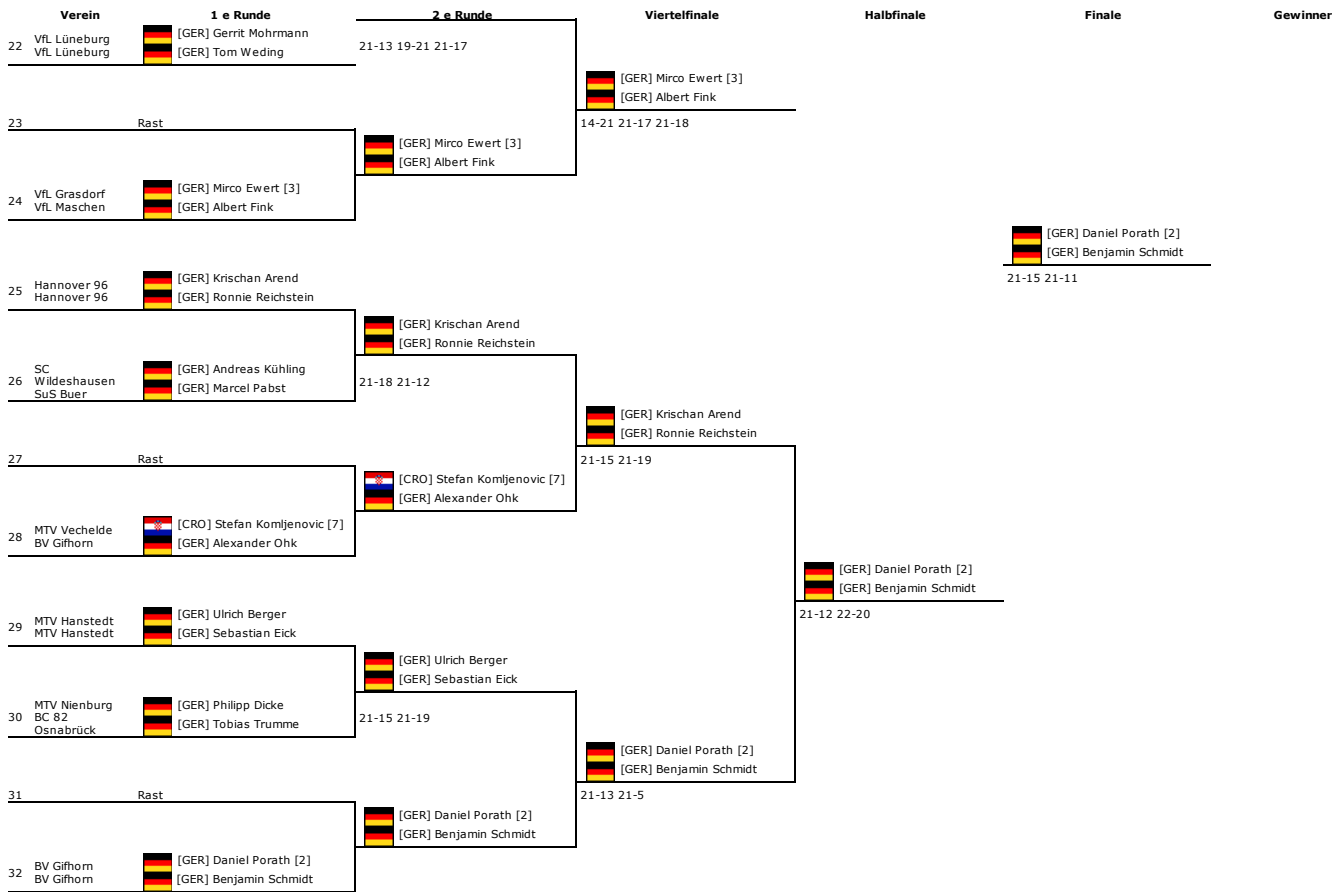 Verein 1 e Runde 2 e Runde Viertelfinale Halbfinale Finale Gewinner
22 VfL Lüneburg [GER] Gerrit Mohrmann
VfL Lüneburg [GER] Tom Weding
21-13 19-21 21-17
[GER] Mirco Ewert [3]
[GER] Albert Fink
14-21 21-17 21-18
23 Rast
[GER] Mirco Ewert [3]
[GER] Albert Fink
24 VfL Grasdorf [GER] Mirco Ewert [3]
VfL Maschen [GER] Albert Fink
[GER] Daniel Porath [2]
[GER] Benjamin Schmidt
21-15 21-11
25 Hannover 96 [GER] Krischan Arend
Hannover 96 [GER] Ronnie Reichstein
[GER] Krischan Arend
[GER] Ronnie Reichstein
21-18 21-12
26 SC
Wildeshausen
SuS Buer
[GER] Andreas Kühling
[GER] Marcel Pabst
[GER] Krischan Arend
[GER] Ronnie Reichstein
21-15 21-19
27 Rast
[CRO] Stefan Komljenovic [7]
[GER] Alexander Ohk
28 MTV Vechelde [CRO] Stefan Komljenovic [7]
BV Gifhorn [GER] Alexander Ohk
[GER] Daniel Porath [2]
[GER] Benjamin Schmidt
21-12 22-20
29 MTV Hanstedt [GER] Ulrich Berger
MTV Hanstedt [GER] Sebastian Eick
[GER] Ulrich Berger
[GER] Sebastian Eick
21-15 21-19
30 MTV Nienburg
BC 82
Osnabrück
[GER] Philipp Dicke
[GER] Tobias Trumme
[GER] Daniel Porath [2]
[GER] Benjamin Schmidt
21-13 21-5
31 Rast
[GER] Daniel Porath [2]
[GER] Benjamin Schmidt
32 BV Gifhorn [GER] Daniel Porath [2]
BV Gifhorn [GER] Benjamin Schmidt